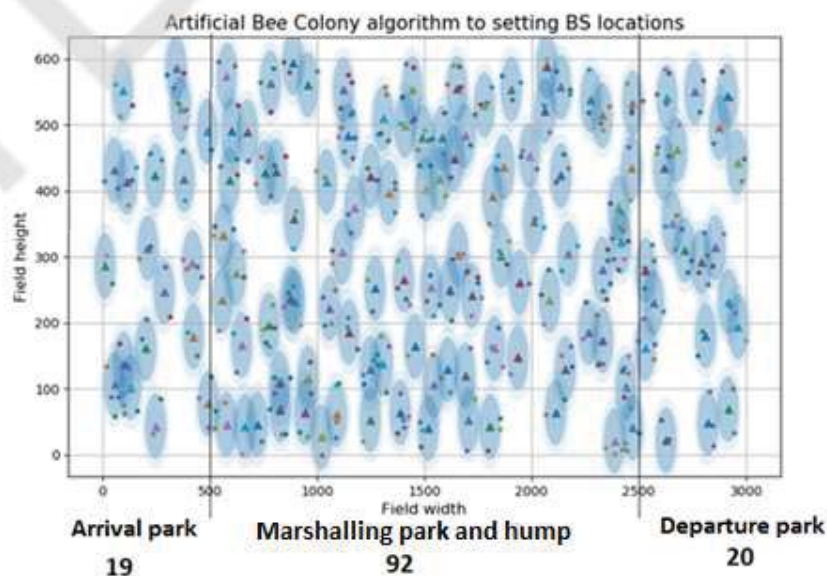 Artificial Bee Colony algorithm to setting BS locations
600
500
400
300
200
100
0
Field height
0 500 1000 1500 2000 2500 3000
Field width
Arrival park Marshalling park and hump Departure park
19 92 20